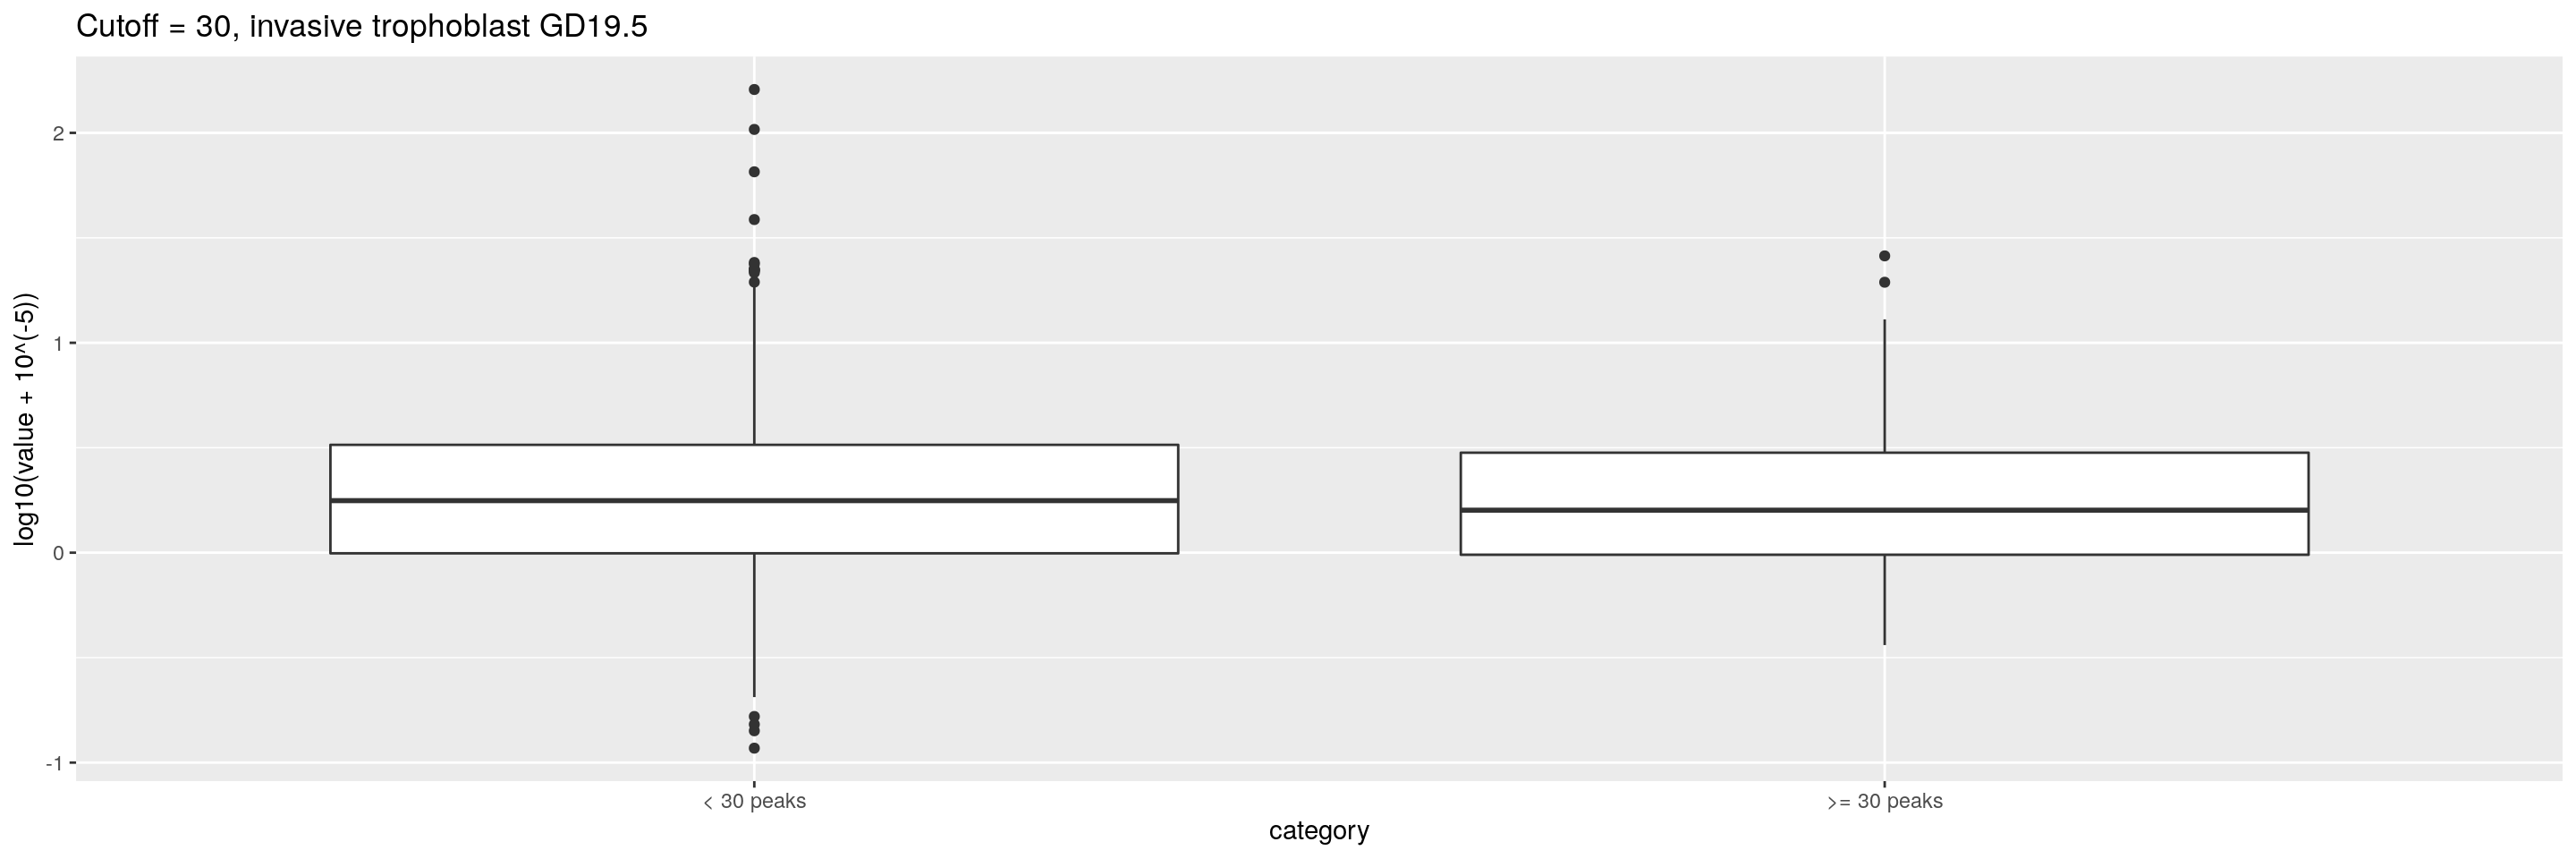 Cutoff = 30, invasive trophoblast GD19.5
log10(value + 10^(-5))
2
1
0
-1
< 30 peaks
>= 30 peaks
category